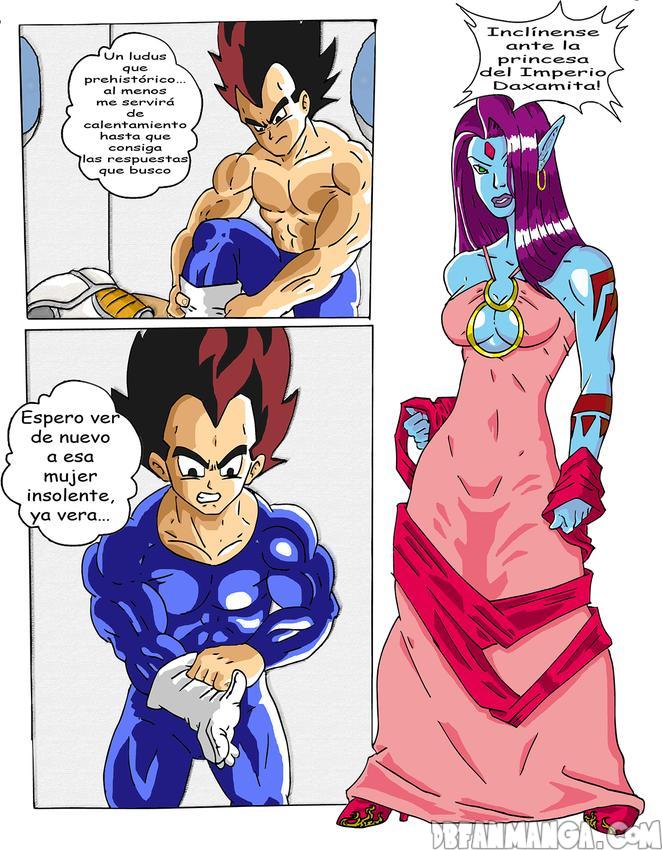 Un ludus
que
prehistórico...
al menos
me servirá
de
calentamiento
hasta que
consiga
las respuestas
que busco
Inclínense
ante la
princesa
del Imperio
Daxamita!
Espero ver
de nuevo
a esa
mujer
insolente,
ya vera...
DBFANMANGA.COM